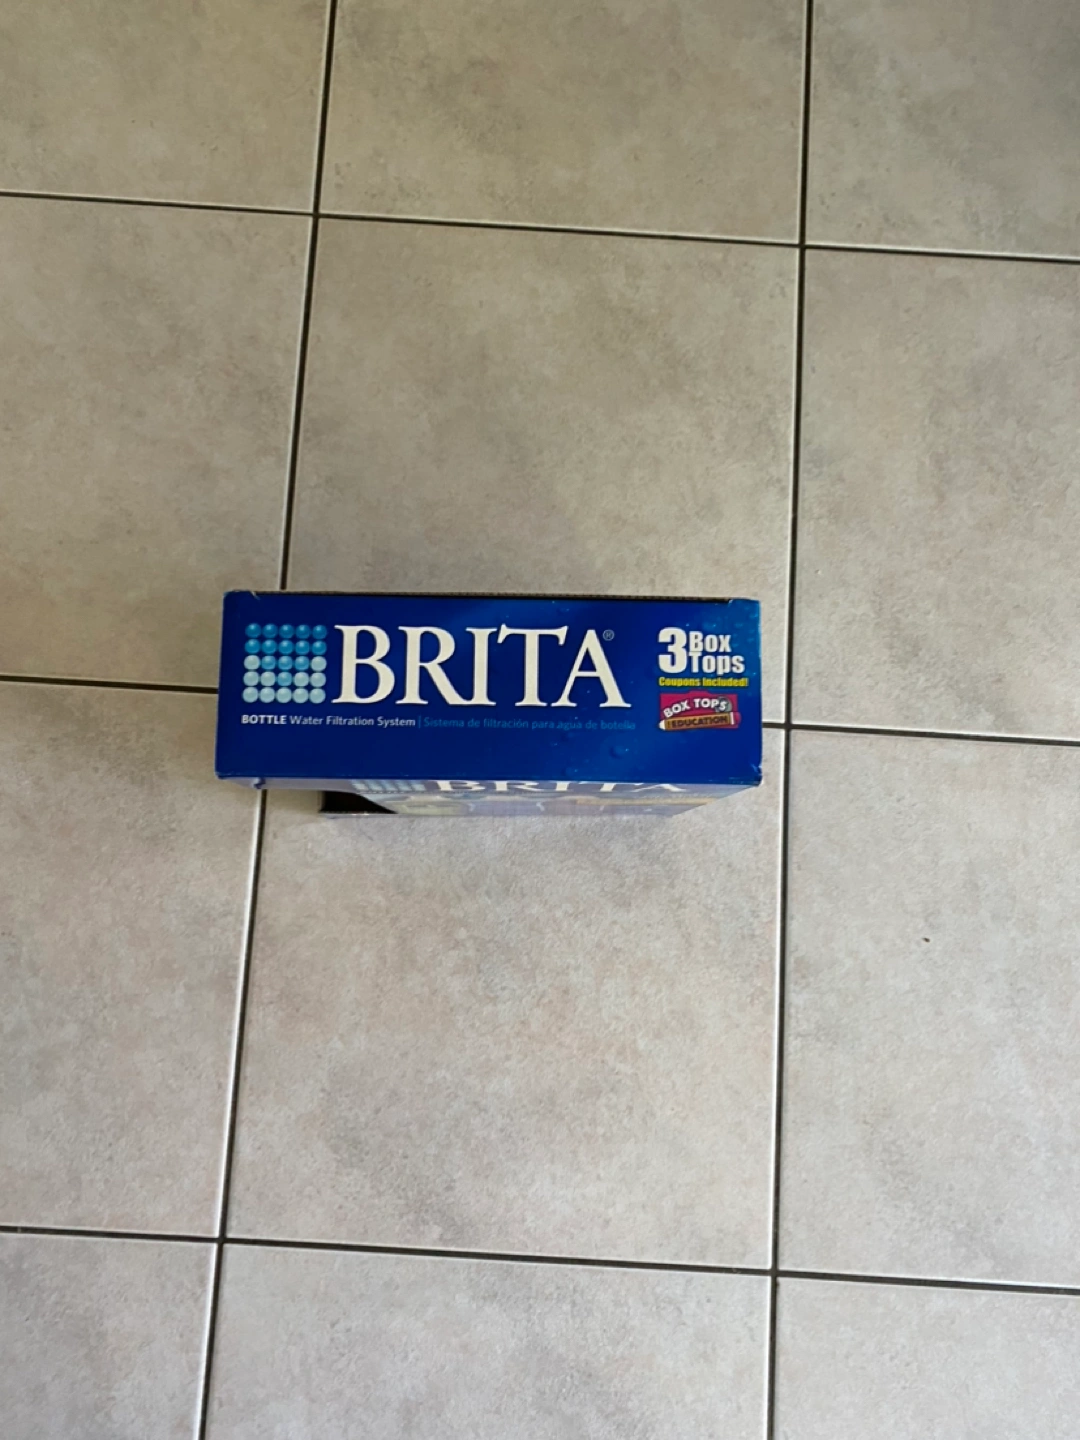 BRITA®
BOTTLE Water Filtration System | Sistema de filtración para agua de botella
3 Box Tops
Coupons Included!
BOX TOPS
EDUCATION
BRITA